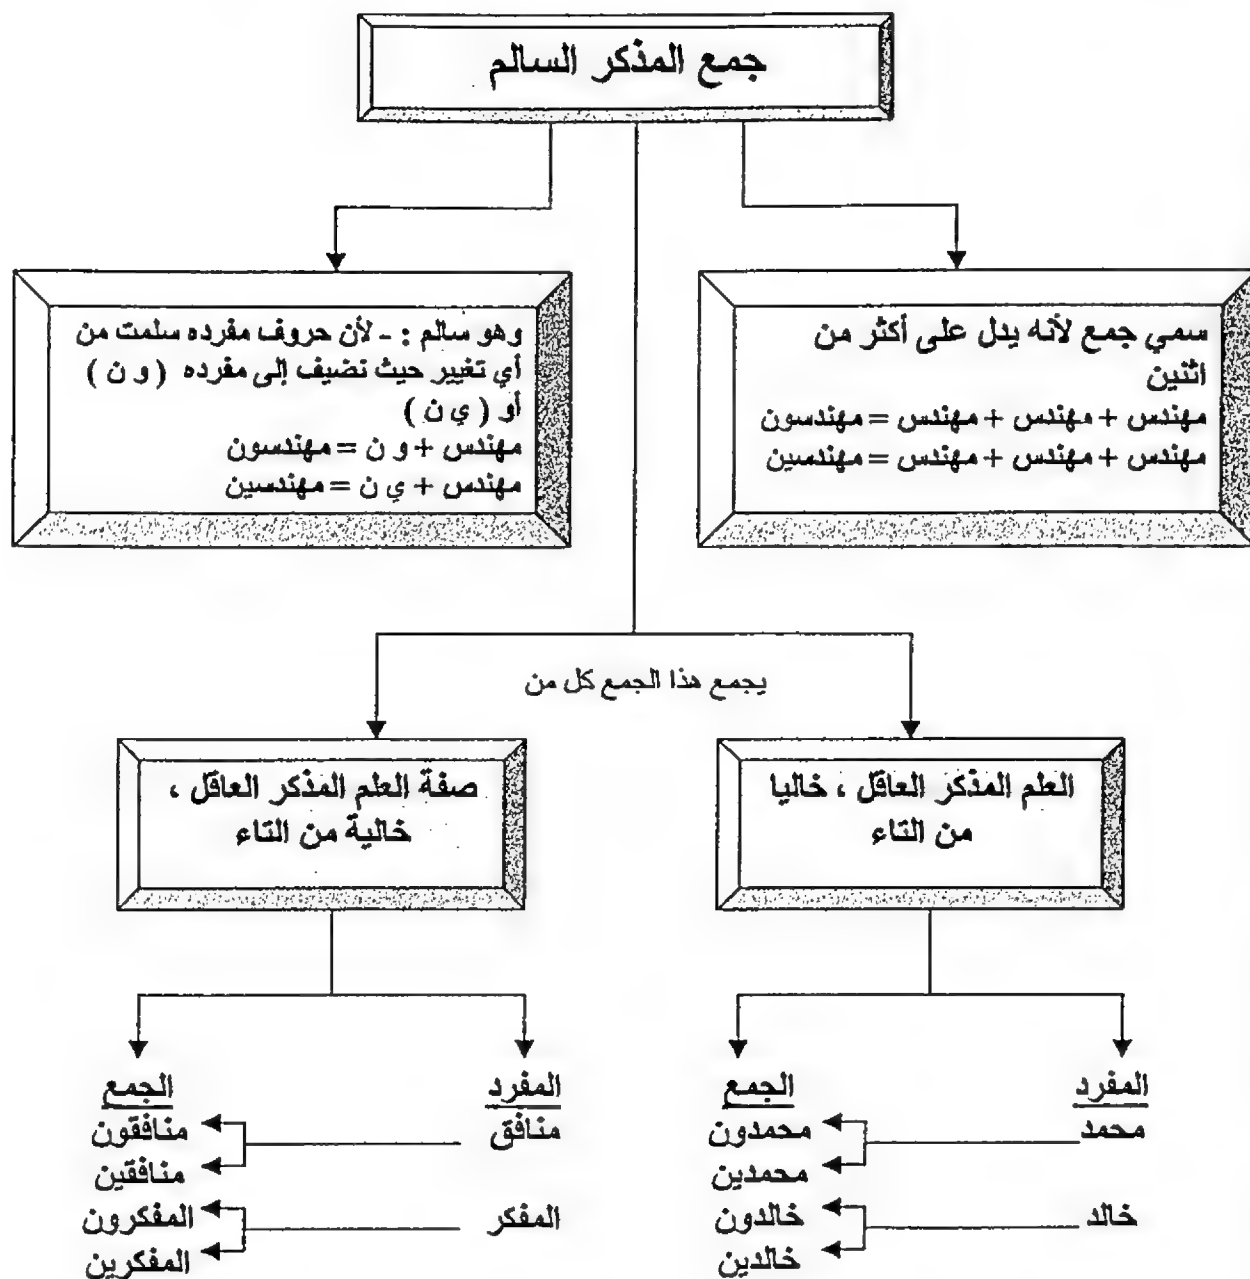 جمع المذكر السالم
سمي جمع لأنه يدل على أكثر من
اثنتين
مهندس + مهندس + مهندس = مهندسون
مهندس + مهندس + مهندس = مهندسين
وهو سالم : - لأن حروف مفرده سلمت من
أي تغيير حيث نضيف إلى مفرده ( و ن )
أو ( ي ن )
مهندس + و ن = مهندسون
مهندس + ي ن = مهندسين
يجمع هذا الجمع كل من
العلم المذكر العاقل ، خاليا
من التاء
صفة العلم المذكر العاقل ،
خالية من التاء
المفرد
الجمع
محمد
محمدون
محمدين
خالد
خالدون
خالدين
المفرد
الجمع
منافق
منافقون
منافقين
المفكر
المفكرون
المفكرين